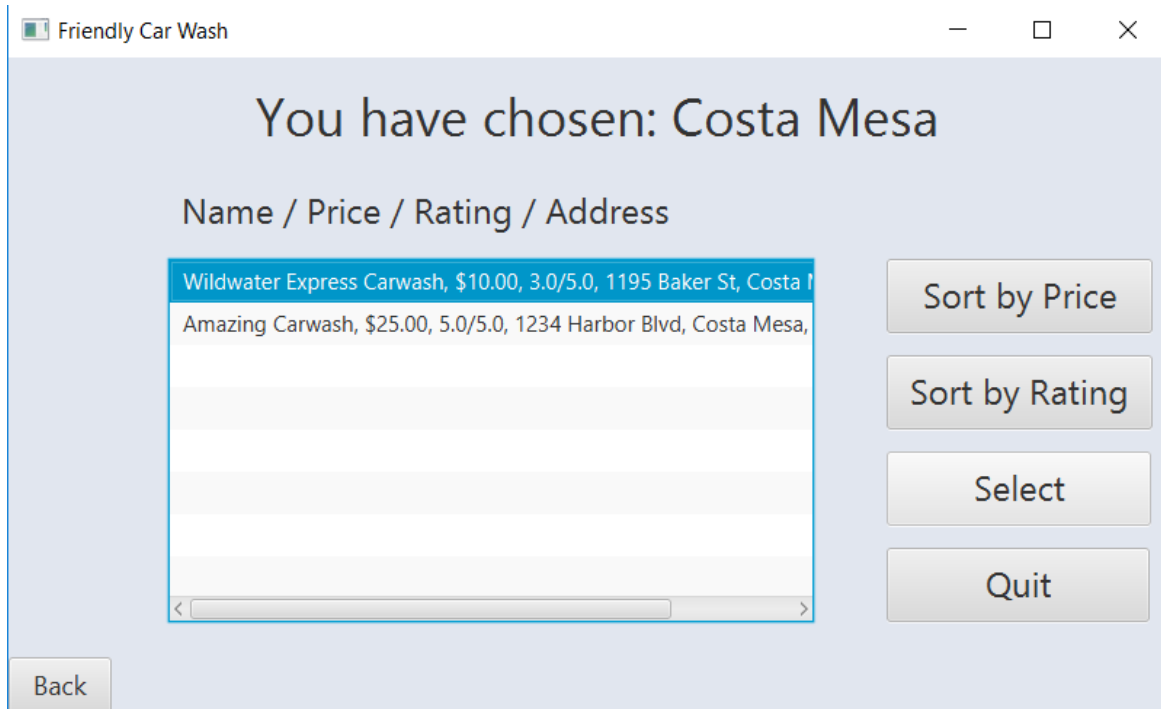 Friendly Car Wash
You have chosen: Costa Mesa
Name / Price / Rating / Address
Wildwater Express Carwash, $10.00, 3.0/5.0, 1195 Baker St, Costa
Amazing Carwash, $25.00, 5.0/5.0, 1234 Harbor Blvd, Costa Mesa,
Sort by Price
Sort by Rating
Select
Quit
Back